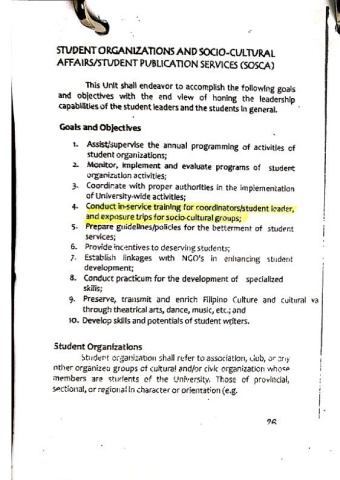 STUDENT ORGANIZATIONS AND SOCIO-CULTURAL
AFFAIRS/STUDENT PUBLICATION SERVICES (SOSCA)
This Unit shall endeavor to accomplish the following goals
and objectives with the end view of honing the leadership
capabilities of the student leaders and the students in general.
Goals and Objectives
1. Assist/supervise the annual programming of activities of
student organizations;
2. Monitor, implement and evaluate programs of student
organization activities;
3. Coordinate with proper authorities in the implementation
of University-wide activities;
4. Conduct in-service training for coordinators/student leader,
and exposure trips for socio-cultural groups;
5. Prepare guidelines/policies for the betterment of student
services;
6. Provide incentives to deserving students;
7. Establish linkages with NGO's in enhancing student
development;
8. Conduct practicum for the development of specialized
skills;
9. Preserve, transmit and enrich Filipino Culture and cultural va
through theatrical arts, dance, music, etc.; and
10. Develop skills and potentials of student writers.
Student Organizations
Student organization shall refer to association, club, or any
other organized groups of cultural and/or civic organization whose
members are students of the University. Those of provincial,
sectional, or regional in character or orientation (e.g.
26